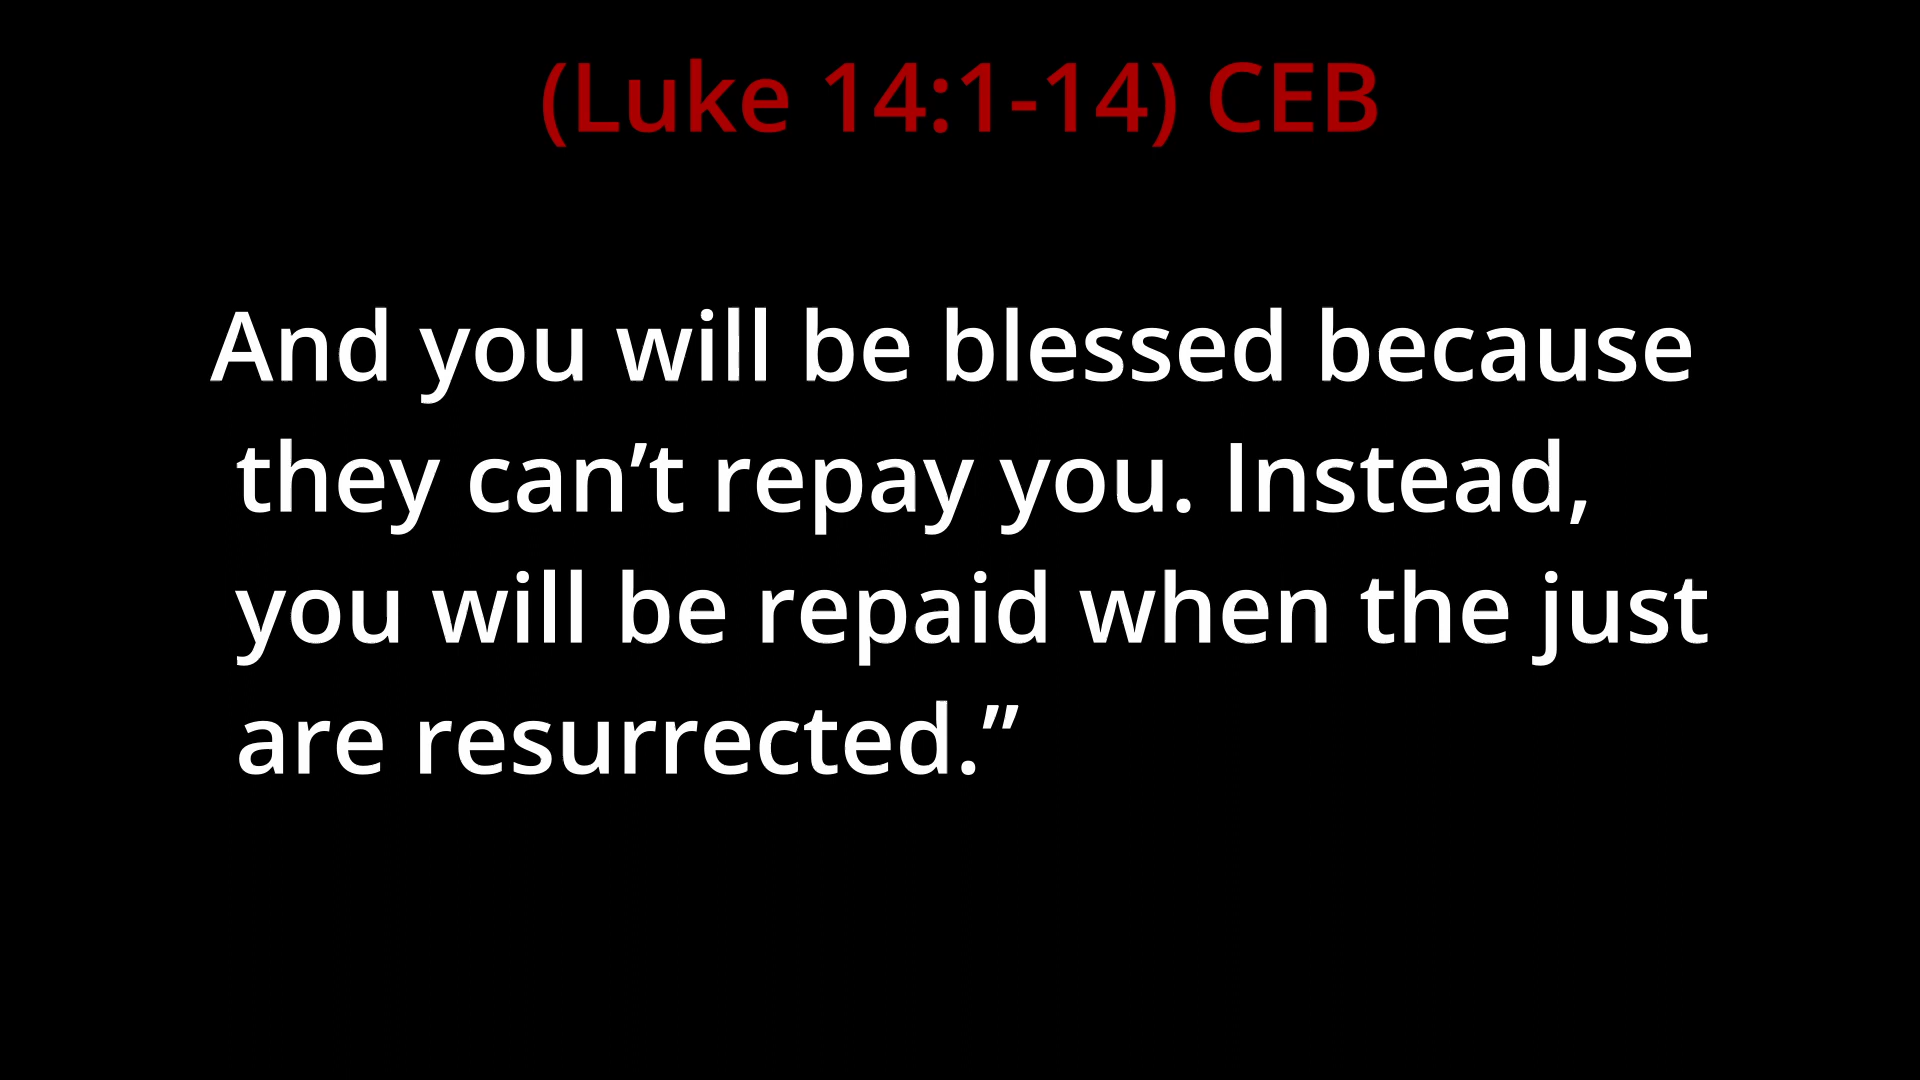 (Luke 14:1-14) CEB
And you will be blessed because
they can’t repay you. Instead,
you will be repaid when the just
are resurrected.”